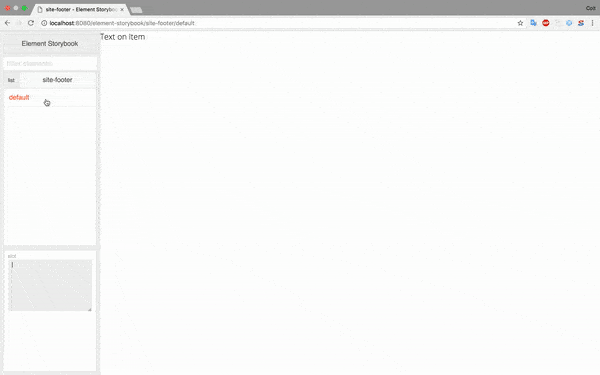 site-footer - Element Storybook
Colt
localhost:8080/element-storybook/site-footer/default
Element Storybook
Text on Item
Filter Elements
list
site-footer
default
slot